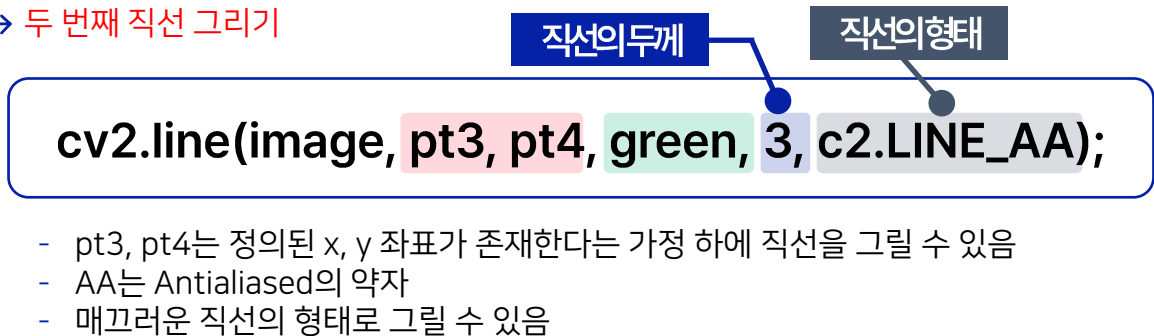 → 두 번째 직선 그리기
직선의 두께
직선의 형태
cv2.line(image, pt3, pt4, green, 3, c2.LINE_AA);
- pt3, pt4는 정의된 x, y 좌표가 존재한다는 가정 하에 직선을 그릴 수 있음
- AA는 Antialiased의 약자
- 매끄러운 직선의 형태로 그릴 수 있음